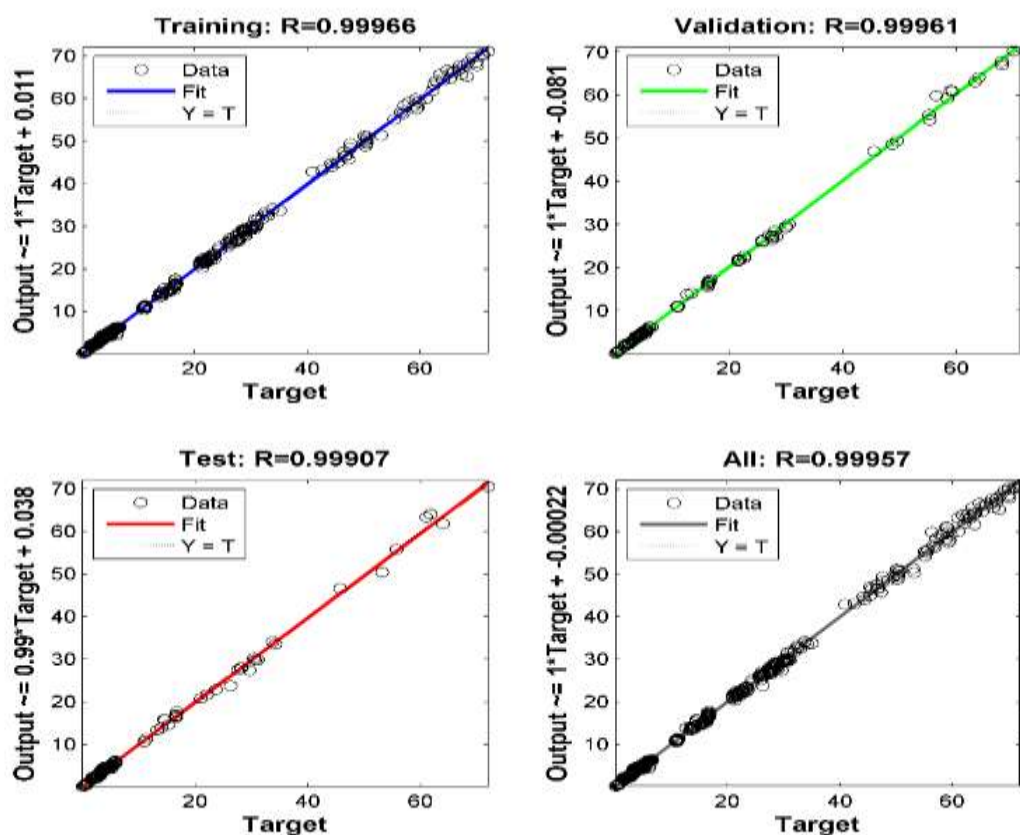 Training: R=0.99966
Output ~= 1*Target + 0.011
70
60
50
40
30
20
10
Data
Fit
Y = T
20
40
60
Target
Validation: R=0.99961
Output ~= 1*Target + -0.081
70
60
50
40
30
20
10
Data
Fit
Y = T
20
40
60
Target
Test: R=0.99907
Output ~= 0.99*Target + 0.038
70
60
50
40
30
20
10
Data
Fit
Y = T
20
40
60
Target
All: R=0.99957
Output ~= 1*Target + -0.00022
70
60
50
40
30
20
10
Data
Fit
Y = T
20
40
60
Target